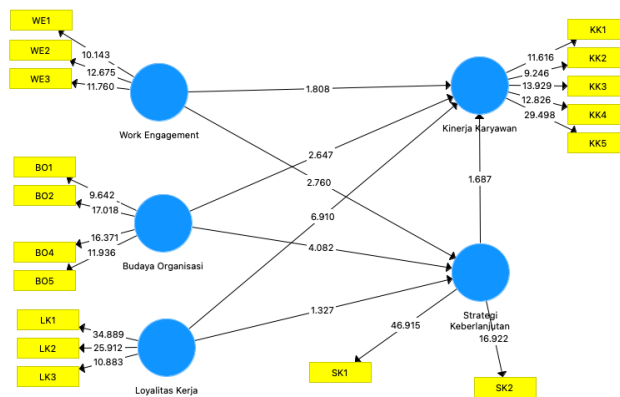 WE1
WE2
WE3
10.143
12.675
11.760
Work Engagement
BO1
BO2
BO4
BO5
9.642
17.018
16.371
11.936
Budaya Organisasi
LK1
LK2
LK3
34.889
25.912
10.883
Loyalitas Kerja
1.808
2.647
2.760
6.910
4.082
1.327
1.687
Kinerja Karyawan
11.616
9.246
13.929
12.826
29.498
KK1
KK2
KK3
KK4
KK5
Strategi
Keberlanjutan
46.915
16.922
SK1
SK2